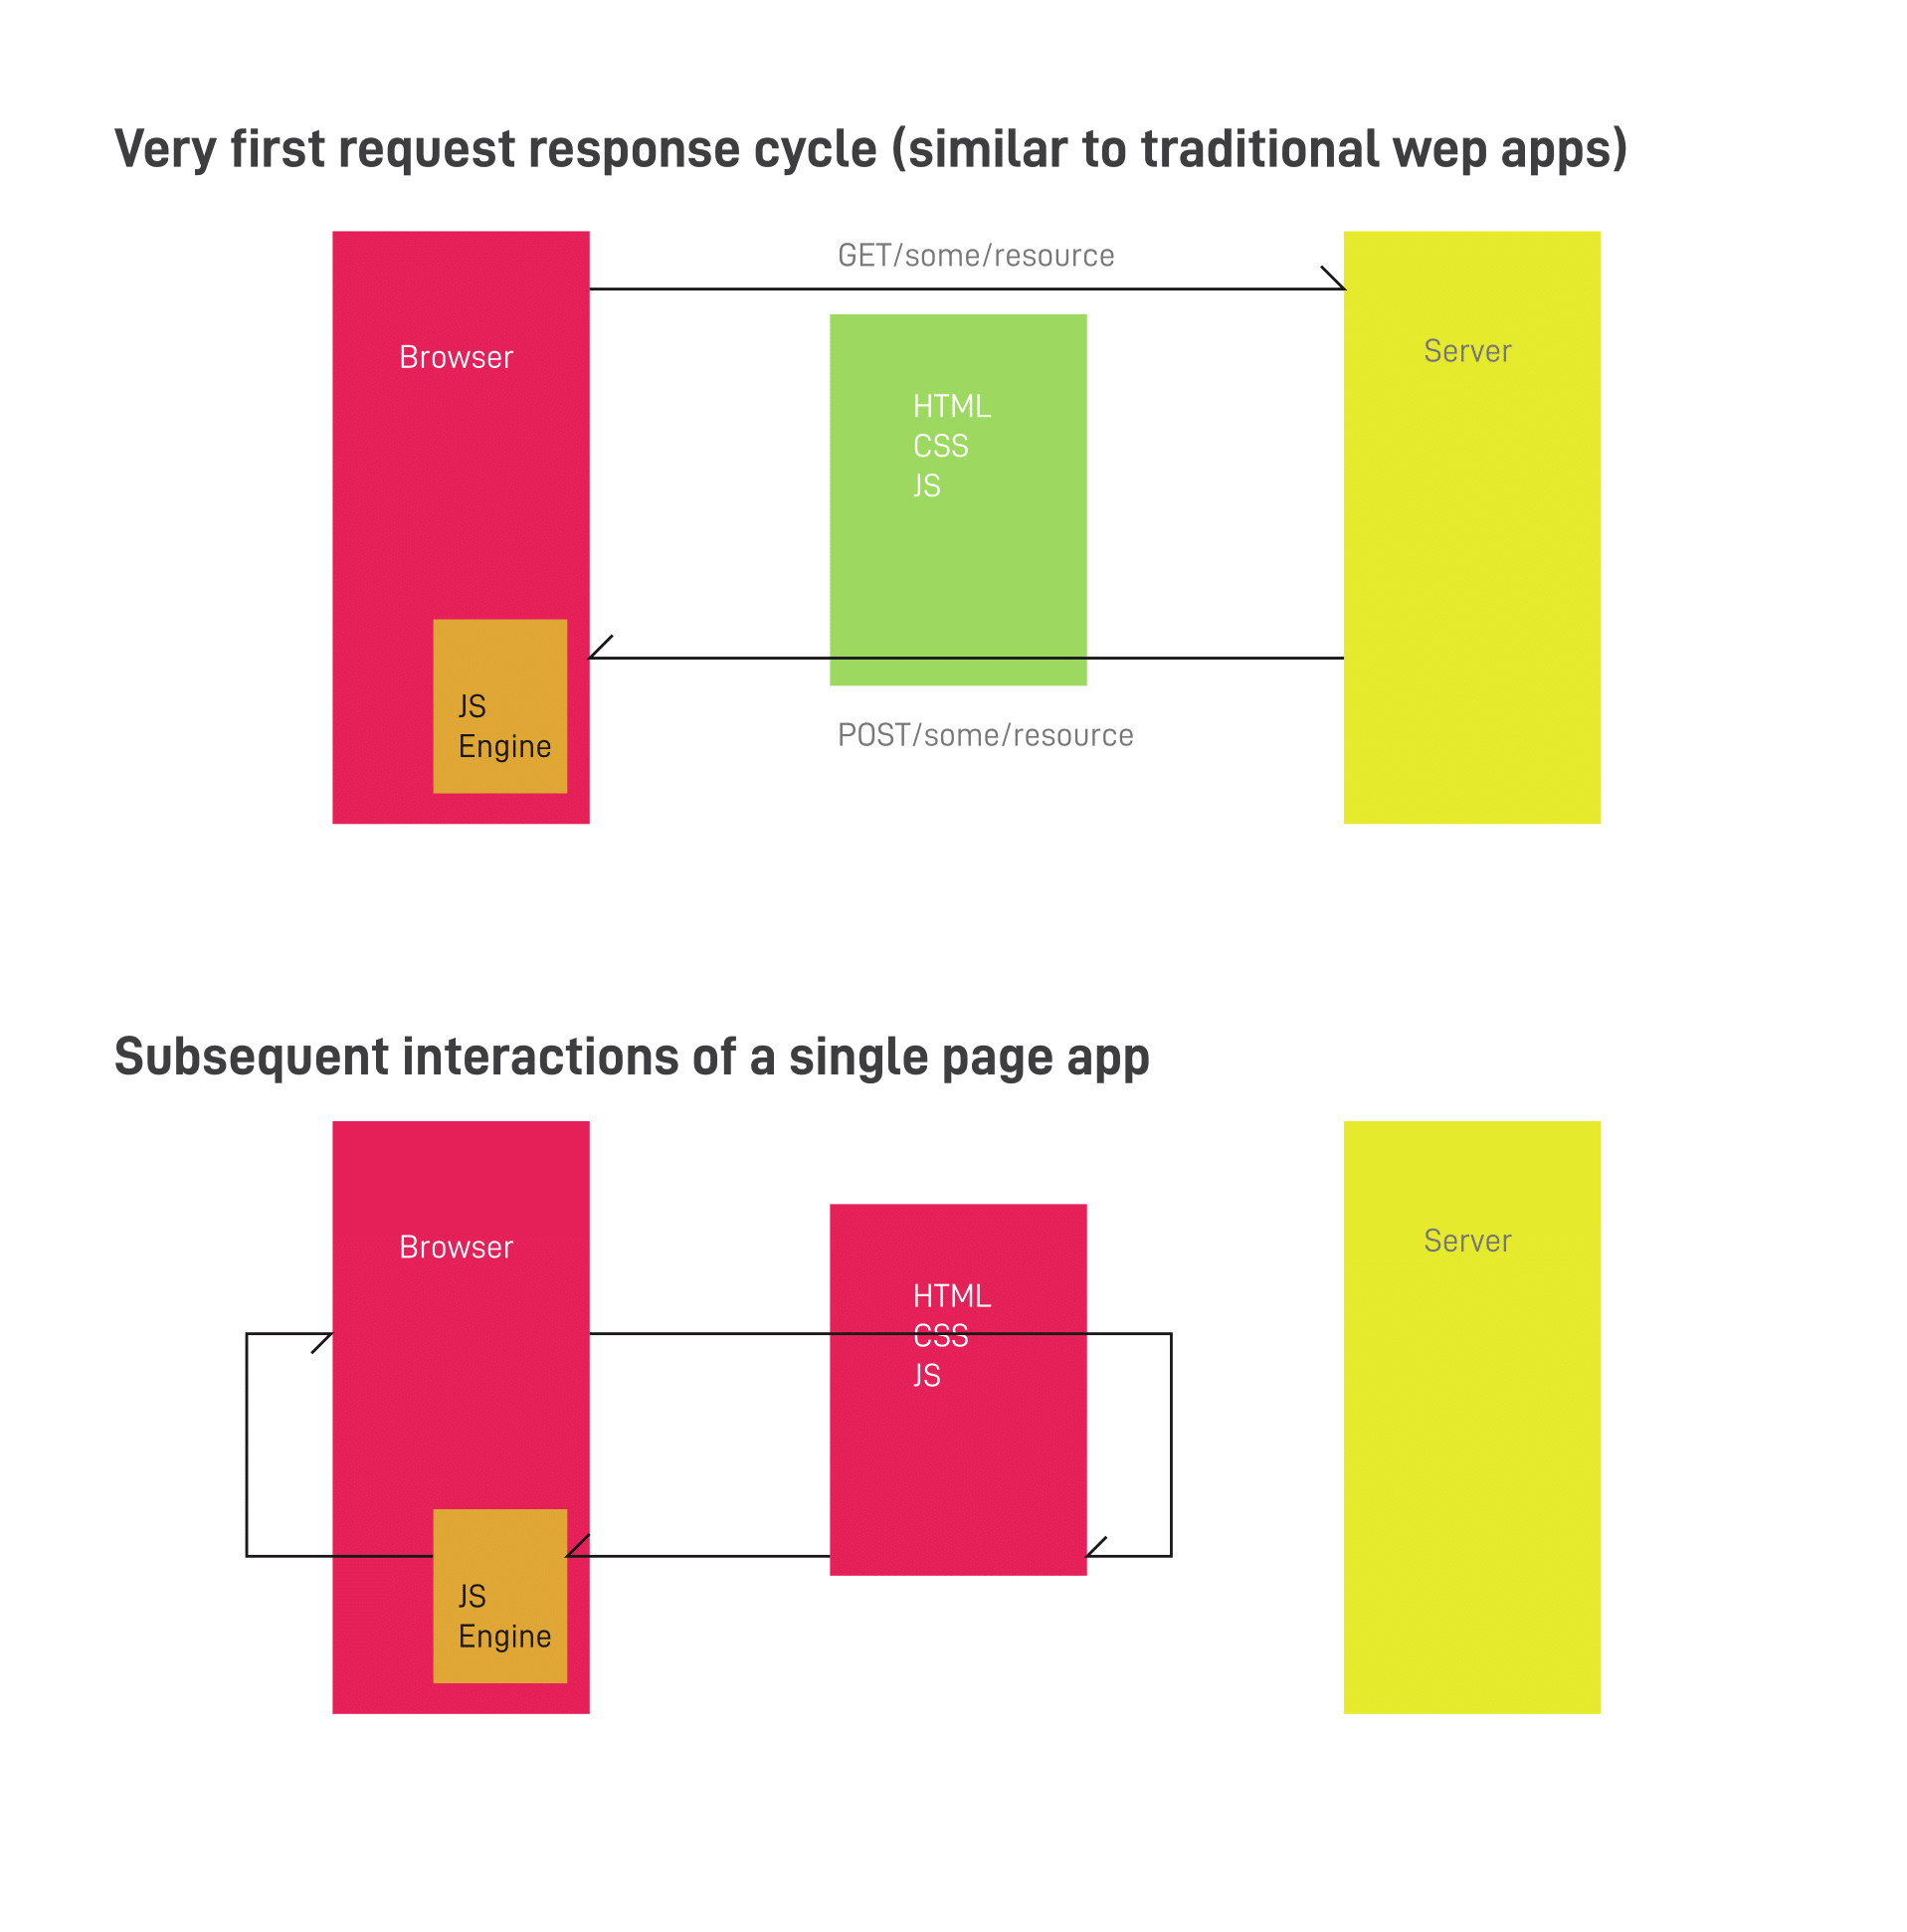 Very first request response cycle (similar to traditional wep apps)
GET/some/resource
Browser
Server
HTML
CSS
JS
JS
Engine
POST/some/resource
Subsequent interactions of a single page app
Browser
Server
HTML
CSS
JS
JS
Engine